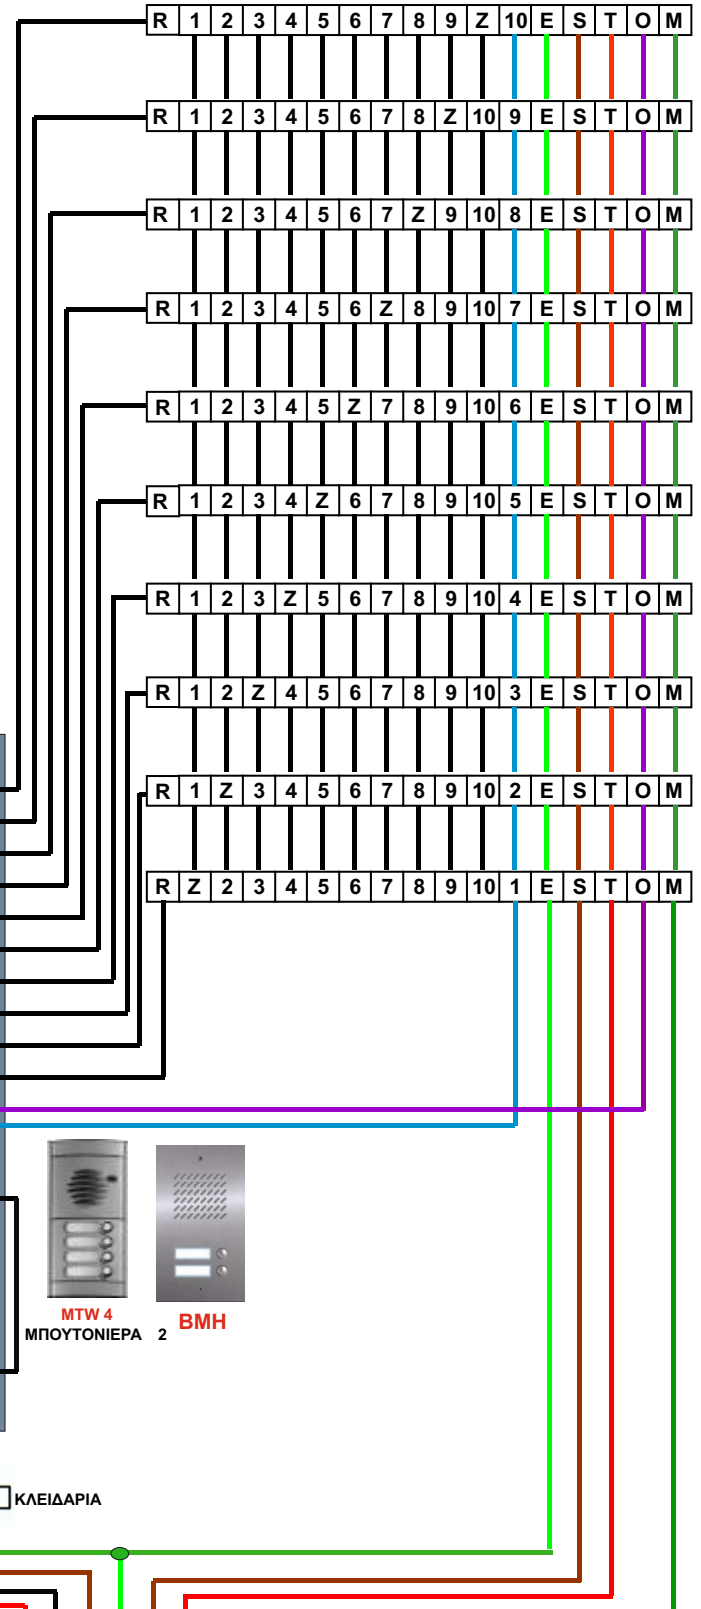 R 1 2 3 4 5 6 7 8 9 Z 10 E S T O M
R 1 2 3 4 5 6 7 8 Z 10 9 E S T O M
R 1 2 3 4 5 6 7 Z 9 10 8 E S T O M
R 1 2 3 4 5 6 Z 8 9 10 7 E S T O M
R 1 2 3 4 5 Z 7 8 9 10 6 E S T O M
R 1 2 3 4 Z 6 7 8 9 10 5 E S T O M
R 1 2 3 Z 5 6 7 8 9 10 4 E S T O M
R 1 2 Z 4 5 6 7 8 9 10 3 E S T O M
R 1 Z 3 4 5 6 7 8 9 10 2 E S T O M
R Z 2 3 4 5 6 7 8 9 10 1 E S T O M
MTW 4
BMH
ΜΠΟΥΤΟΝΙΕΡΑ 2
ΚΛΕΙΔΑΡΙΑ